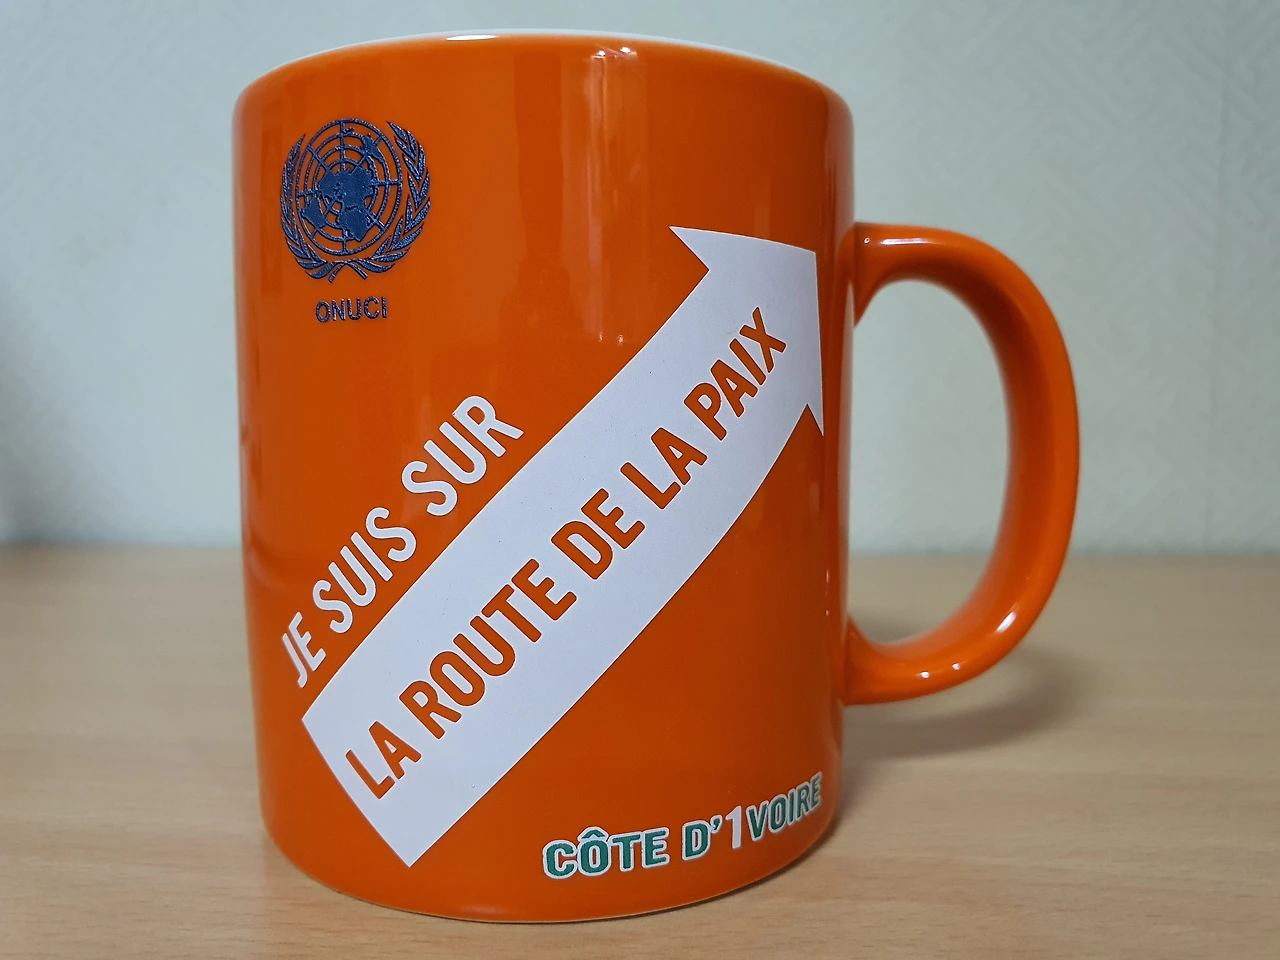 ONUCI
JE SUIS SUR
LA ROUTE DE LA PAIX
CÔTE D'1VOIRE